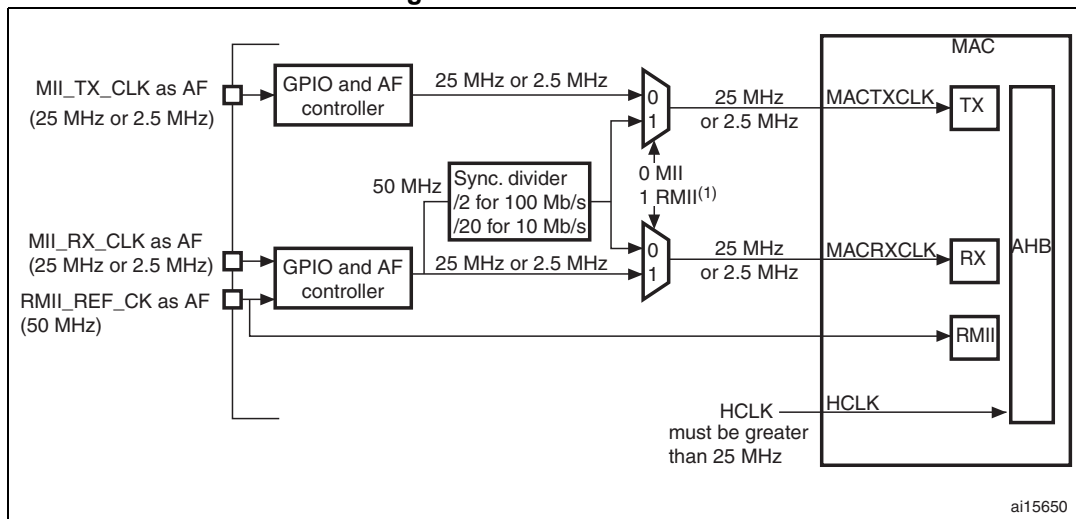 g
MAC
MII_TX_CLK as AF
(25 MHz or 2.5 MHz)
GPIO and AF
controller
25 MHz or 2.5 MHz
0
1
25 MHz
or 2.5 MHz
MACTXCLK
TX
50 MHz
Sync. divider
/2 for 100 Mb/s
/20 for 10 Mb/s
0 MII
1 RMII(1)
MII_RX_CLK as AF
(25 MHz or 2.5 MHz)
RMII_REF_CK as AF
(50 MHz)
GPIO and AF
controller
25 MHz or 2.5 MHz
0
1
25 MHz
or 2.5 MHz
MACRXCLK
RX
AHB
RMII
HCLK
must be greater
than 25 MHz
HCLK
ai15650